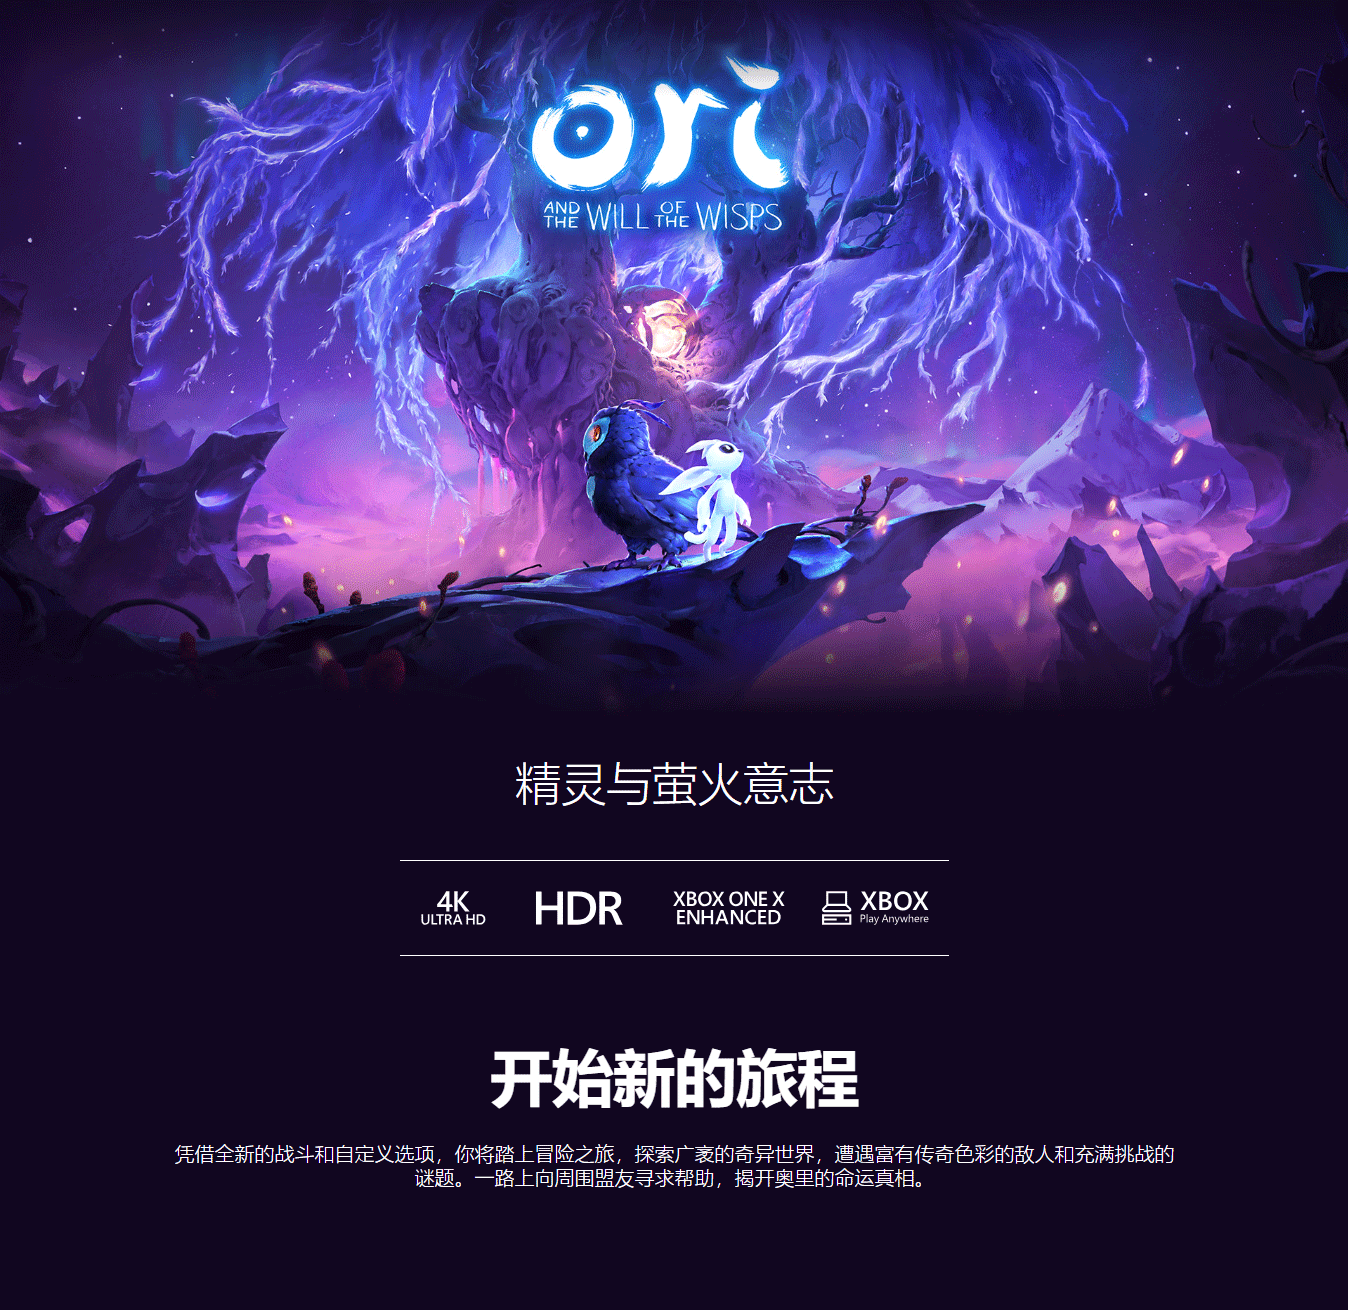 ori
AND THE WILL OF THE WISPS
精灵与萤火意志
4K
ULTRA HD
HDR
XBOX ONE X
ENHANCED
XBOX
Play Anywhere
开始新的旅程
凭借全新的战斗和自定义选项，你将踏上冒险之旅，探索广袤的奇异世界，遭遇富有传奇色彩的敌人和充满挑战的
谜题。一路上向周围盟友寻求帮助，揭开奥里的命运真相。